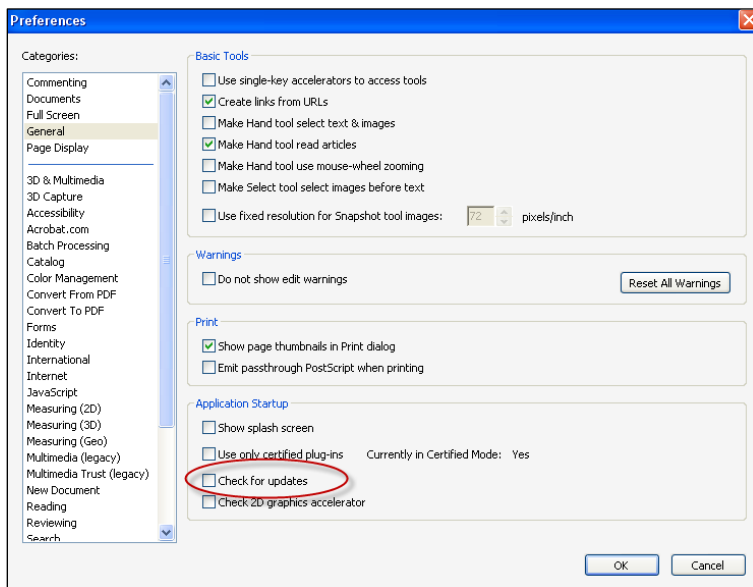 Preferences
Categories:
Commenting
Documents
Full Screen
General
Page Display
3D & Multimedia
3D Capture
Accessibility
Acrobat.com
Batch Processing
Catalog
Color Management
Convert From PDF
Convert To PDF
Forms
Identity
International
Internet
JavaScript
Measuring (2D)
Measuring (3D)
Measuring (Geo)
Multimedia (legacy)
Multimedia Trust (legacy)
New Document
Reading
Reviewing
Search
Basic Tools
Use single-key accelerators to access tools
Create links from URLs
Make Hand tool select text & images
Make Hand tool read articles
Make Hand tool use mouse-wheel zooming
Make Select tool select images before text
Use fixed resolution for Snapshot tool images: 72 pixels/inch
Warnings
Do not show edit warnings
Reset All Warnings
Print
Show page thumbnails in Print dialog
Emit passthrough PostScript when printing
Application Startup
Show splash screen
Use only certified plug-ins Currently in Certified Mode: Yes
Check for updates
Check 2D graphics accelerator
OK Cancel